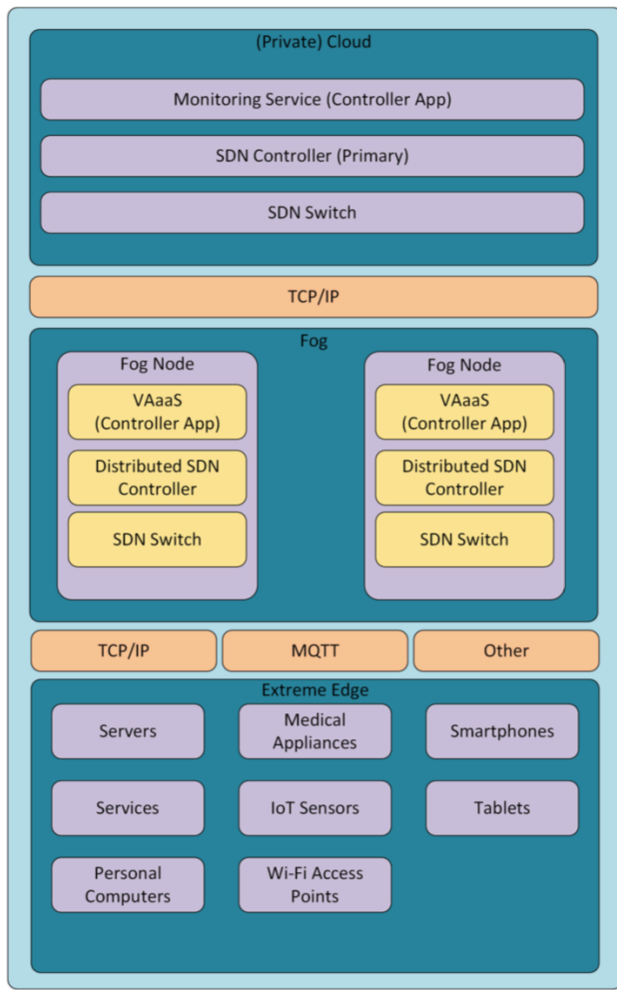 (Private) Cloud
Monitoring Service (Controller App)
SDN Controller (Primary)
SDN Switch
TCP/IP
Fog
Fog Node
VAaaS
(Controller App)
Distributed SDN
Controller
SDN Switch
Fog Node
VAaaS
(Controller App)
Distributed SDN
Controller
SDN Switch
TCP/IP
MQTT
Other
Extreme Edge
Servers
Medical
Appliances
Smartphones
Services
IoT Sensors
Tablets
Personal
Computers
Wi-Fi Access
Points